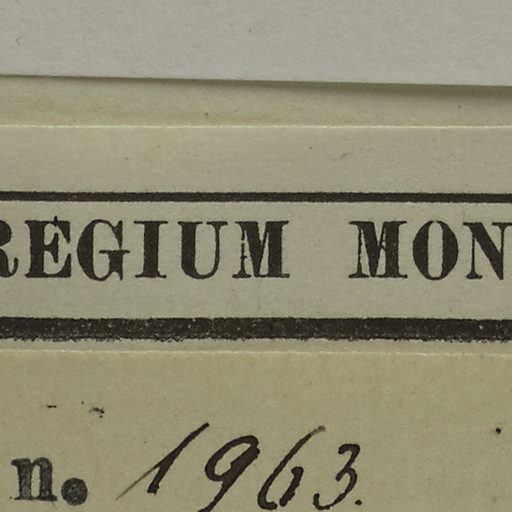 REGIUM MON
n. 1963.